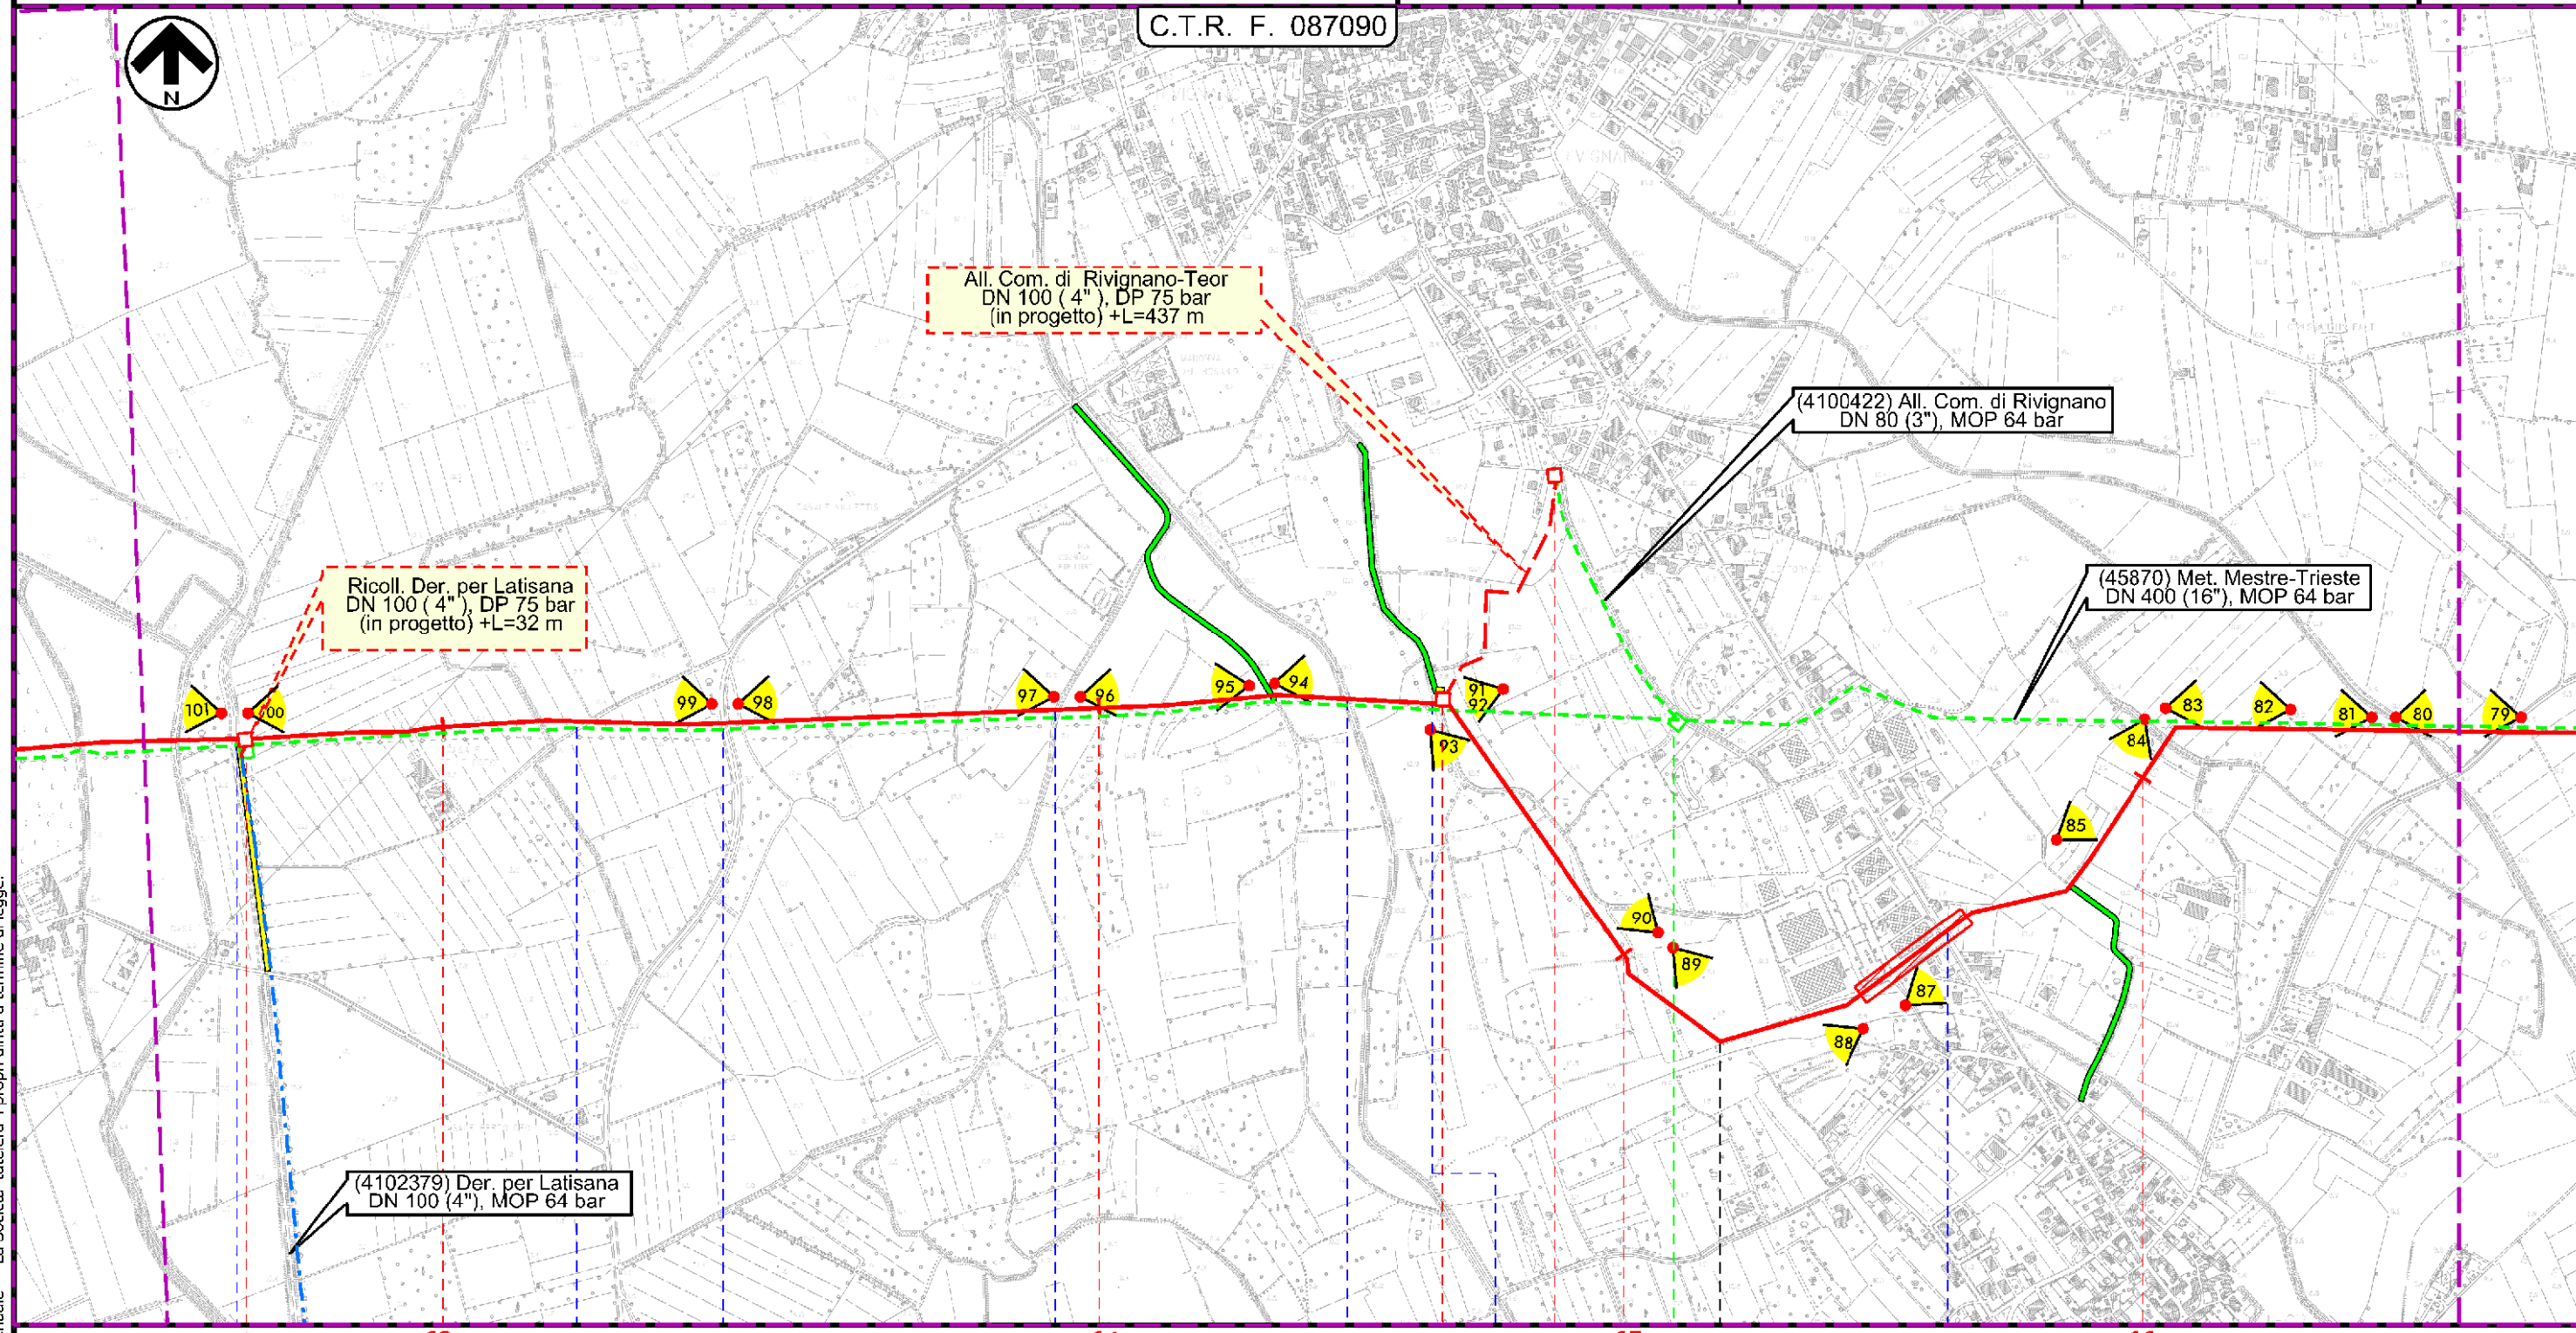 C.T.R. F. 087090
N
All. Com. di Rivignano-Teor
DN 100 ( 4" ), DP 75 bar
(in progetto) +L=437 m
(4100422) All. Com. di Rivignano
DN 80 (3"), MOP 64 bar
Ricoll. Der. per Latisana
DN 100 ( 4" ), DP 75 bar
(in progetto) +L=32 m
(45870) Met. Mestre-Trieste
DN 400 (16"), MOP 64 bar
101
100
99
98
97
96
95
94
91
92
93
84
83
82
81
80
79
85
90
89
87
88
(4102379) Der. per Latisana
DN 100 (4"), MOP 64 bar